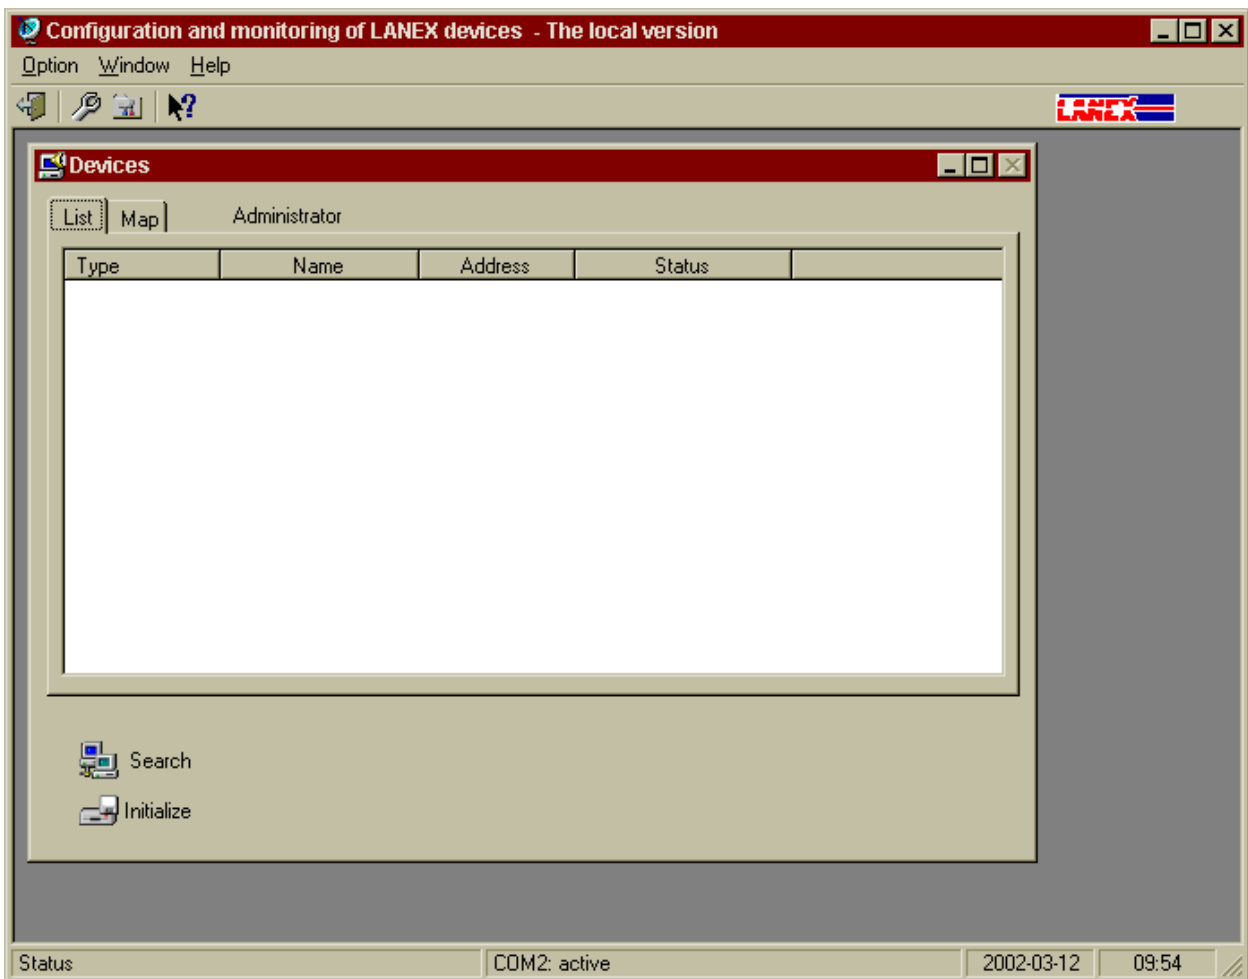 Configuration and monitoring of LANEX devices - The local version
Option Window Help
LANEX
Devices
List Map Administrator
Type Name Address Status
Search
Initialize
Status COM2: active 2002-03-12 09:54